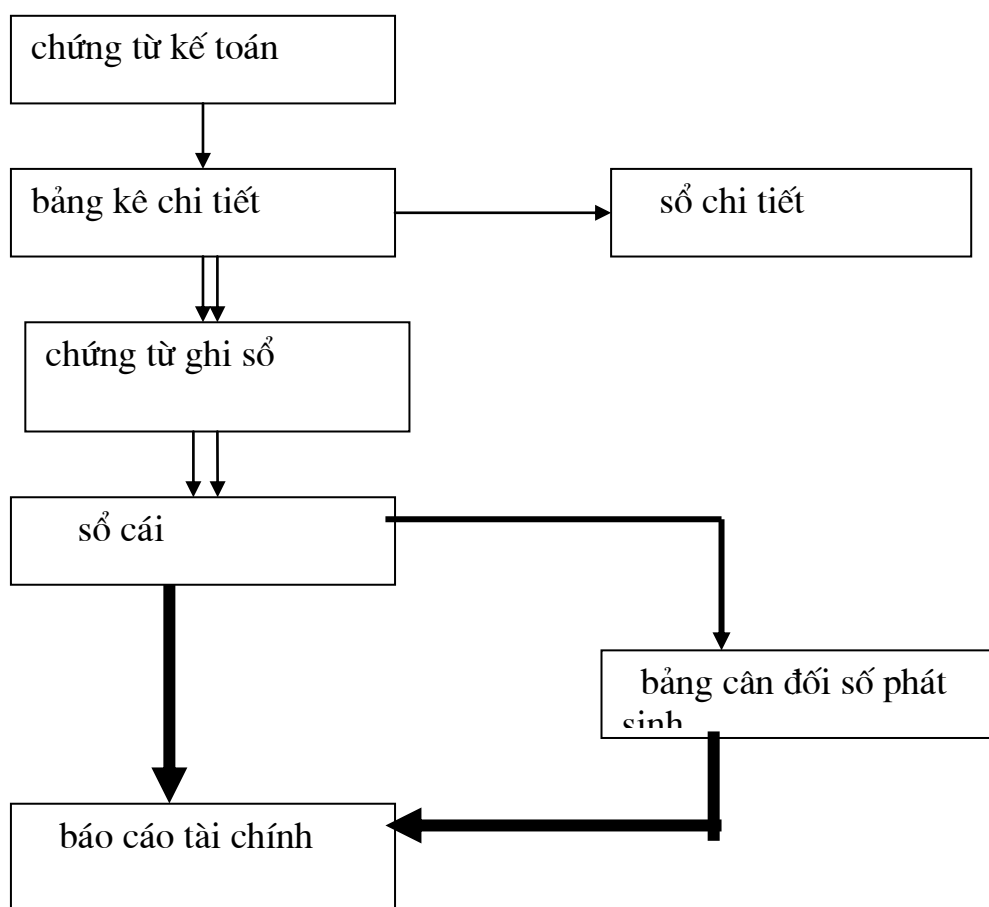 chứng từ kế toán
bảng kê chi tiết
sổ chi tiết
chứng từ ghi sổ
sổ cái
bảng cân đối số phát
sinh
báo cáo tài chính